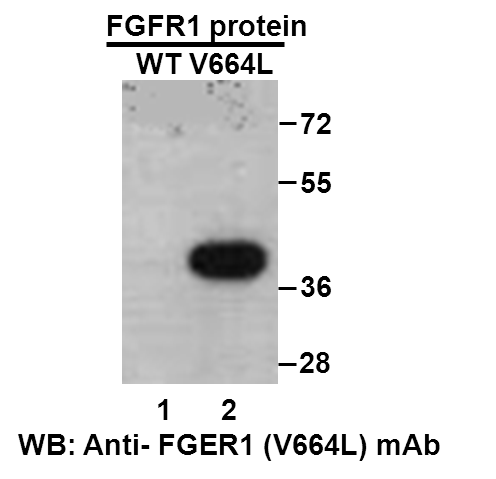 FGFR1 protein
WT V664L
–72
–55
–36
–28
1 2
WB: Anti- FGER1 (V664L) mAb